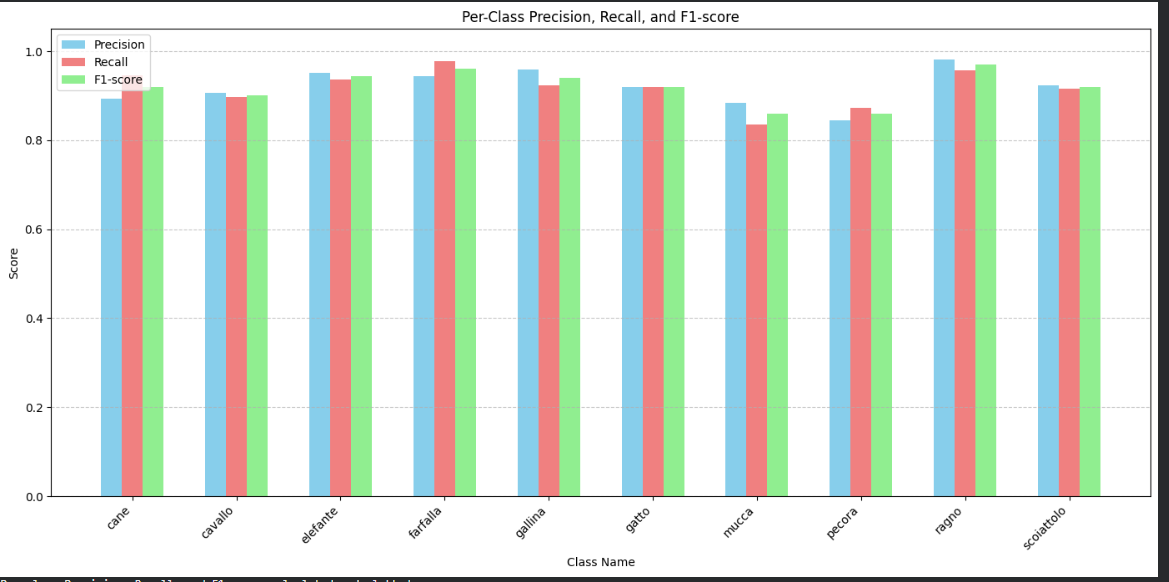 Per-Class Precision, Recall, and F1-score
Precision
Recall
F1-score
1.0
0.8
0.6
0.4
0.2
0.0
Score
cane
cavallo
elefante
farfalla
gallina
gatto
mucca
pecora
ragno
scoiattolo
Class Name